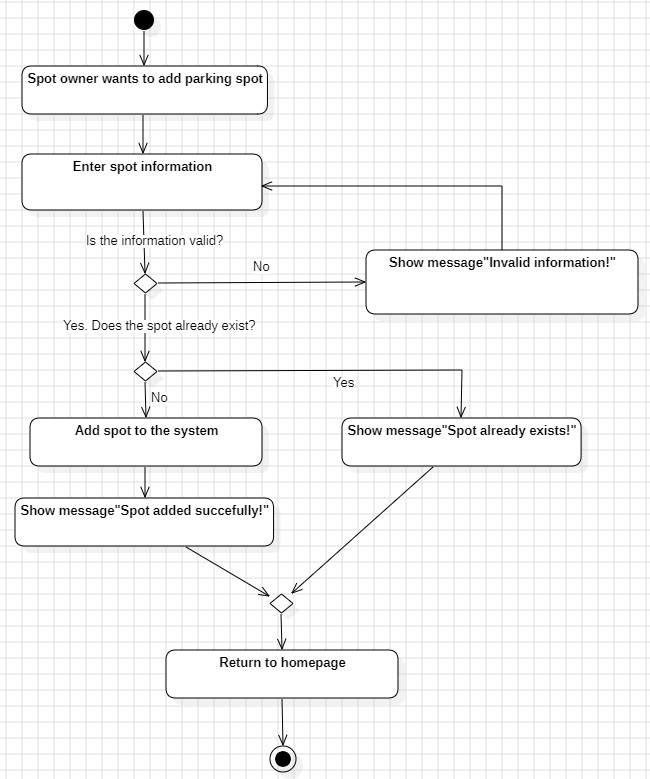 Spot owner wants to add parking spot
Enter spot information
Is the information valid?
No
Show message"Invalid information!"
Yes. Does the spot already exist?
Yes
No
Add spot to the system
Show message"Spot already exists!"
Show message"Spot added succefully!"
Return to homepage